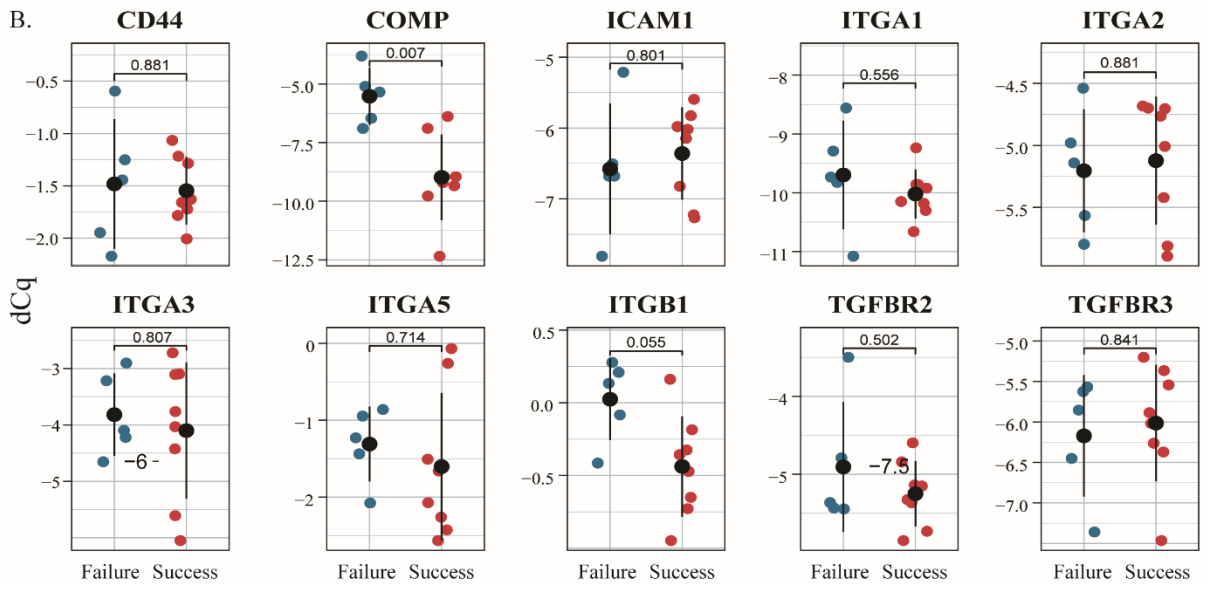 B.
CD44 COMP ICAM1 ITGA1 ITGA2
0.881 0.007 0.801 0.556 0.881
−0.5 −1.0 −1.5 −2.0
−5.0 −7.5 −10.0 −12.5
−5 −6 −7
−8 −9 −10 −11
−4.5 −5.0 −5.5
dCq
ITGA3 ITGA5 ITGB1 TGFBR2 TGFBR3
0.807 0.714 0.055 0.502 0.841
−3 −4 −5
−6 -
0 −1 −2
0.5 0.0 −0.5
−4 −5
−7.5
−5.0 −5.5 −6.0 −6.5 −7.0
Failure Success Failure Success Failure Success Failure Success Failure Success